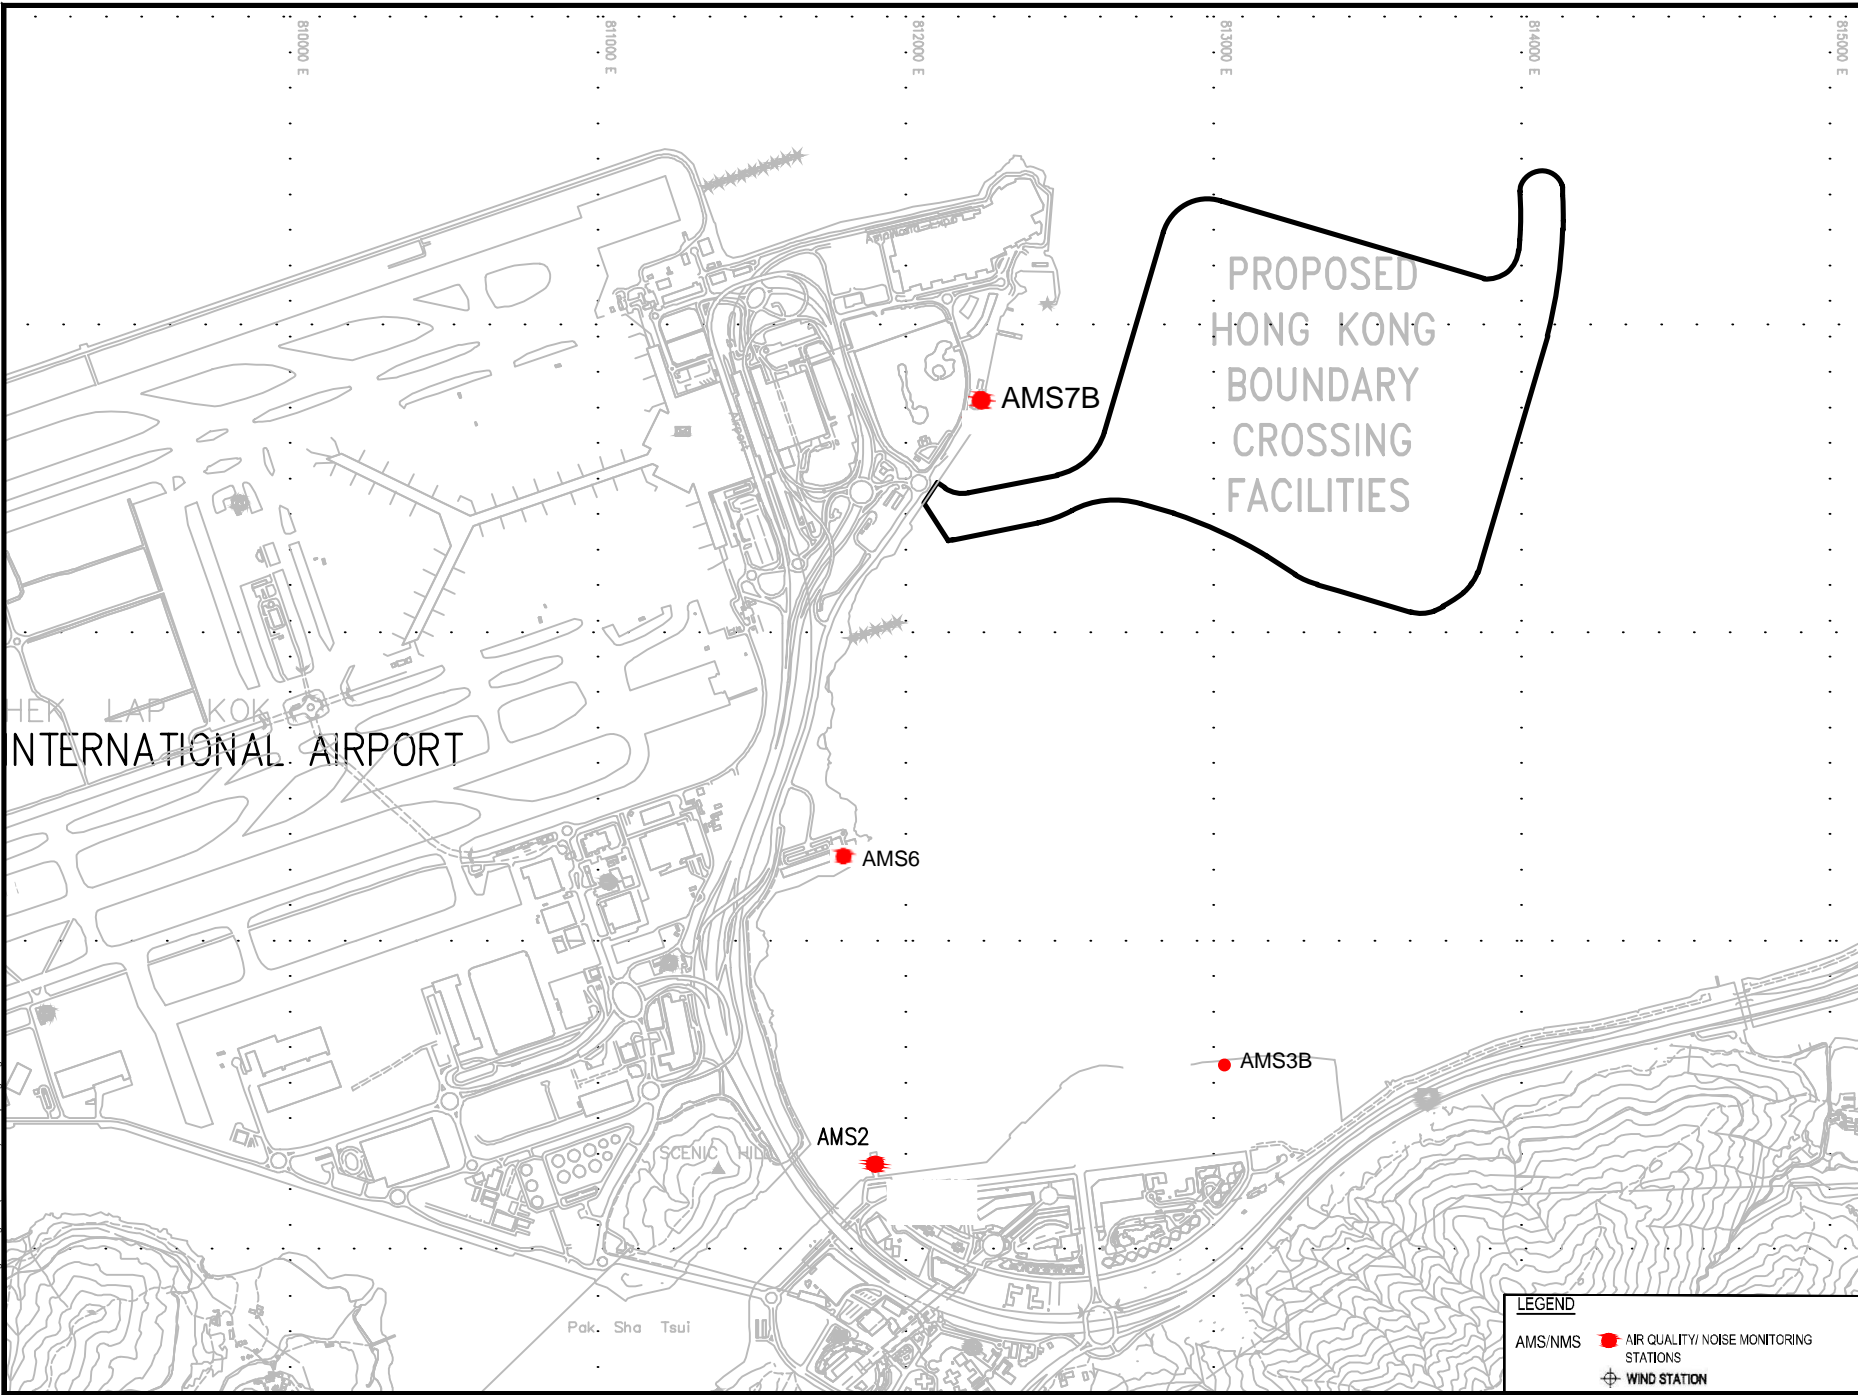 810000 E
811000 E
812000 E
813000 E
814000 E
815000 E
PROPOSED
HONG KONG
BOUNDARY
CROSSING
FACILITIES
AMS7B
Airport
HEK LAP KOK
INTERNATIONAL AIRPORT
AMS6
AMS3B
AMS2
SCENIC HILL
Pak Sha Tsui
LEGEND
AMS/NMS
AIR QUALITY/ NOISE MONITORING
STATIONS
WIND STATION